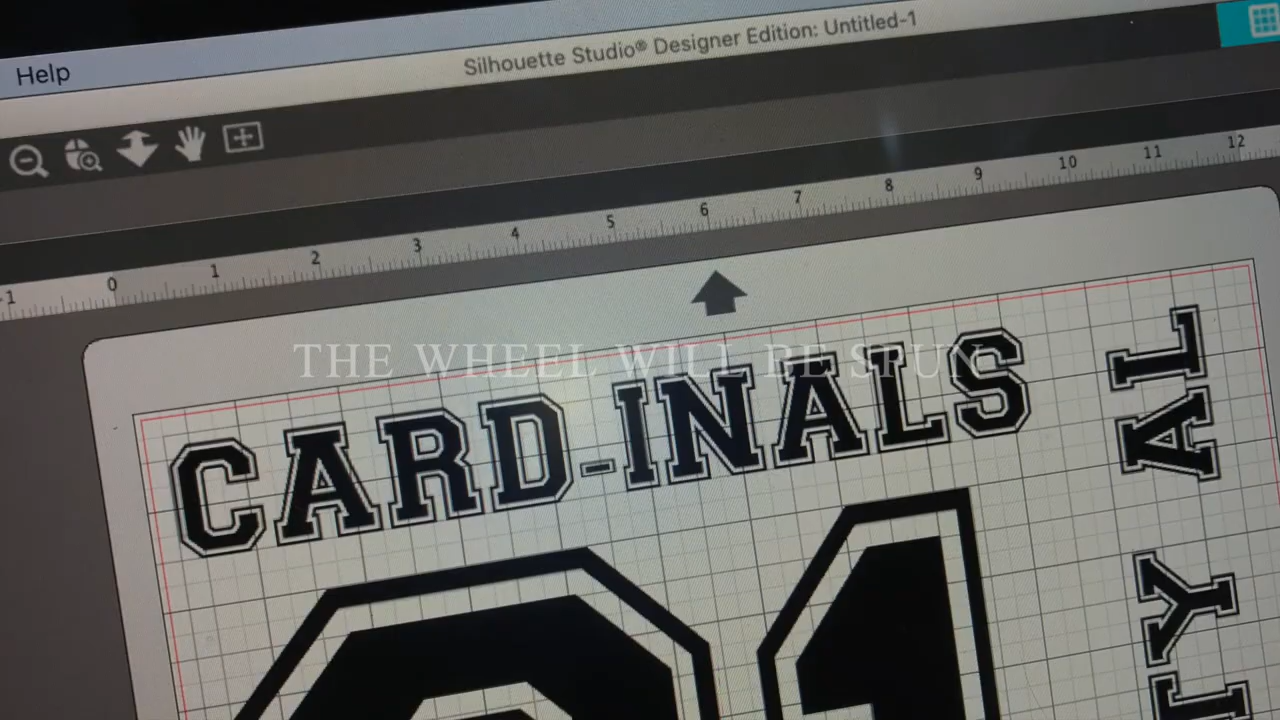 Help
Silhouette Studio® Designer Edition: Untitled-1
-1 0 1 2 3 4 5 6 7 8 9 10 11 12
THE WHEEL WILL BE SPUN
CARD-INALS
AL